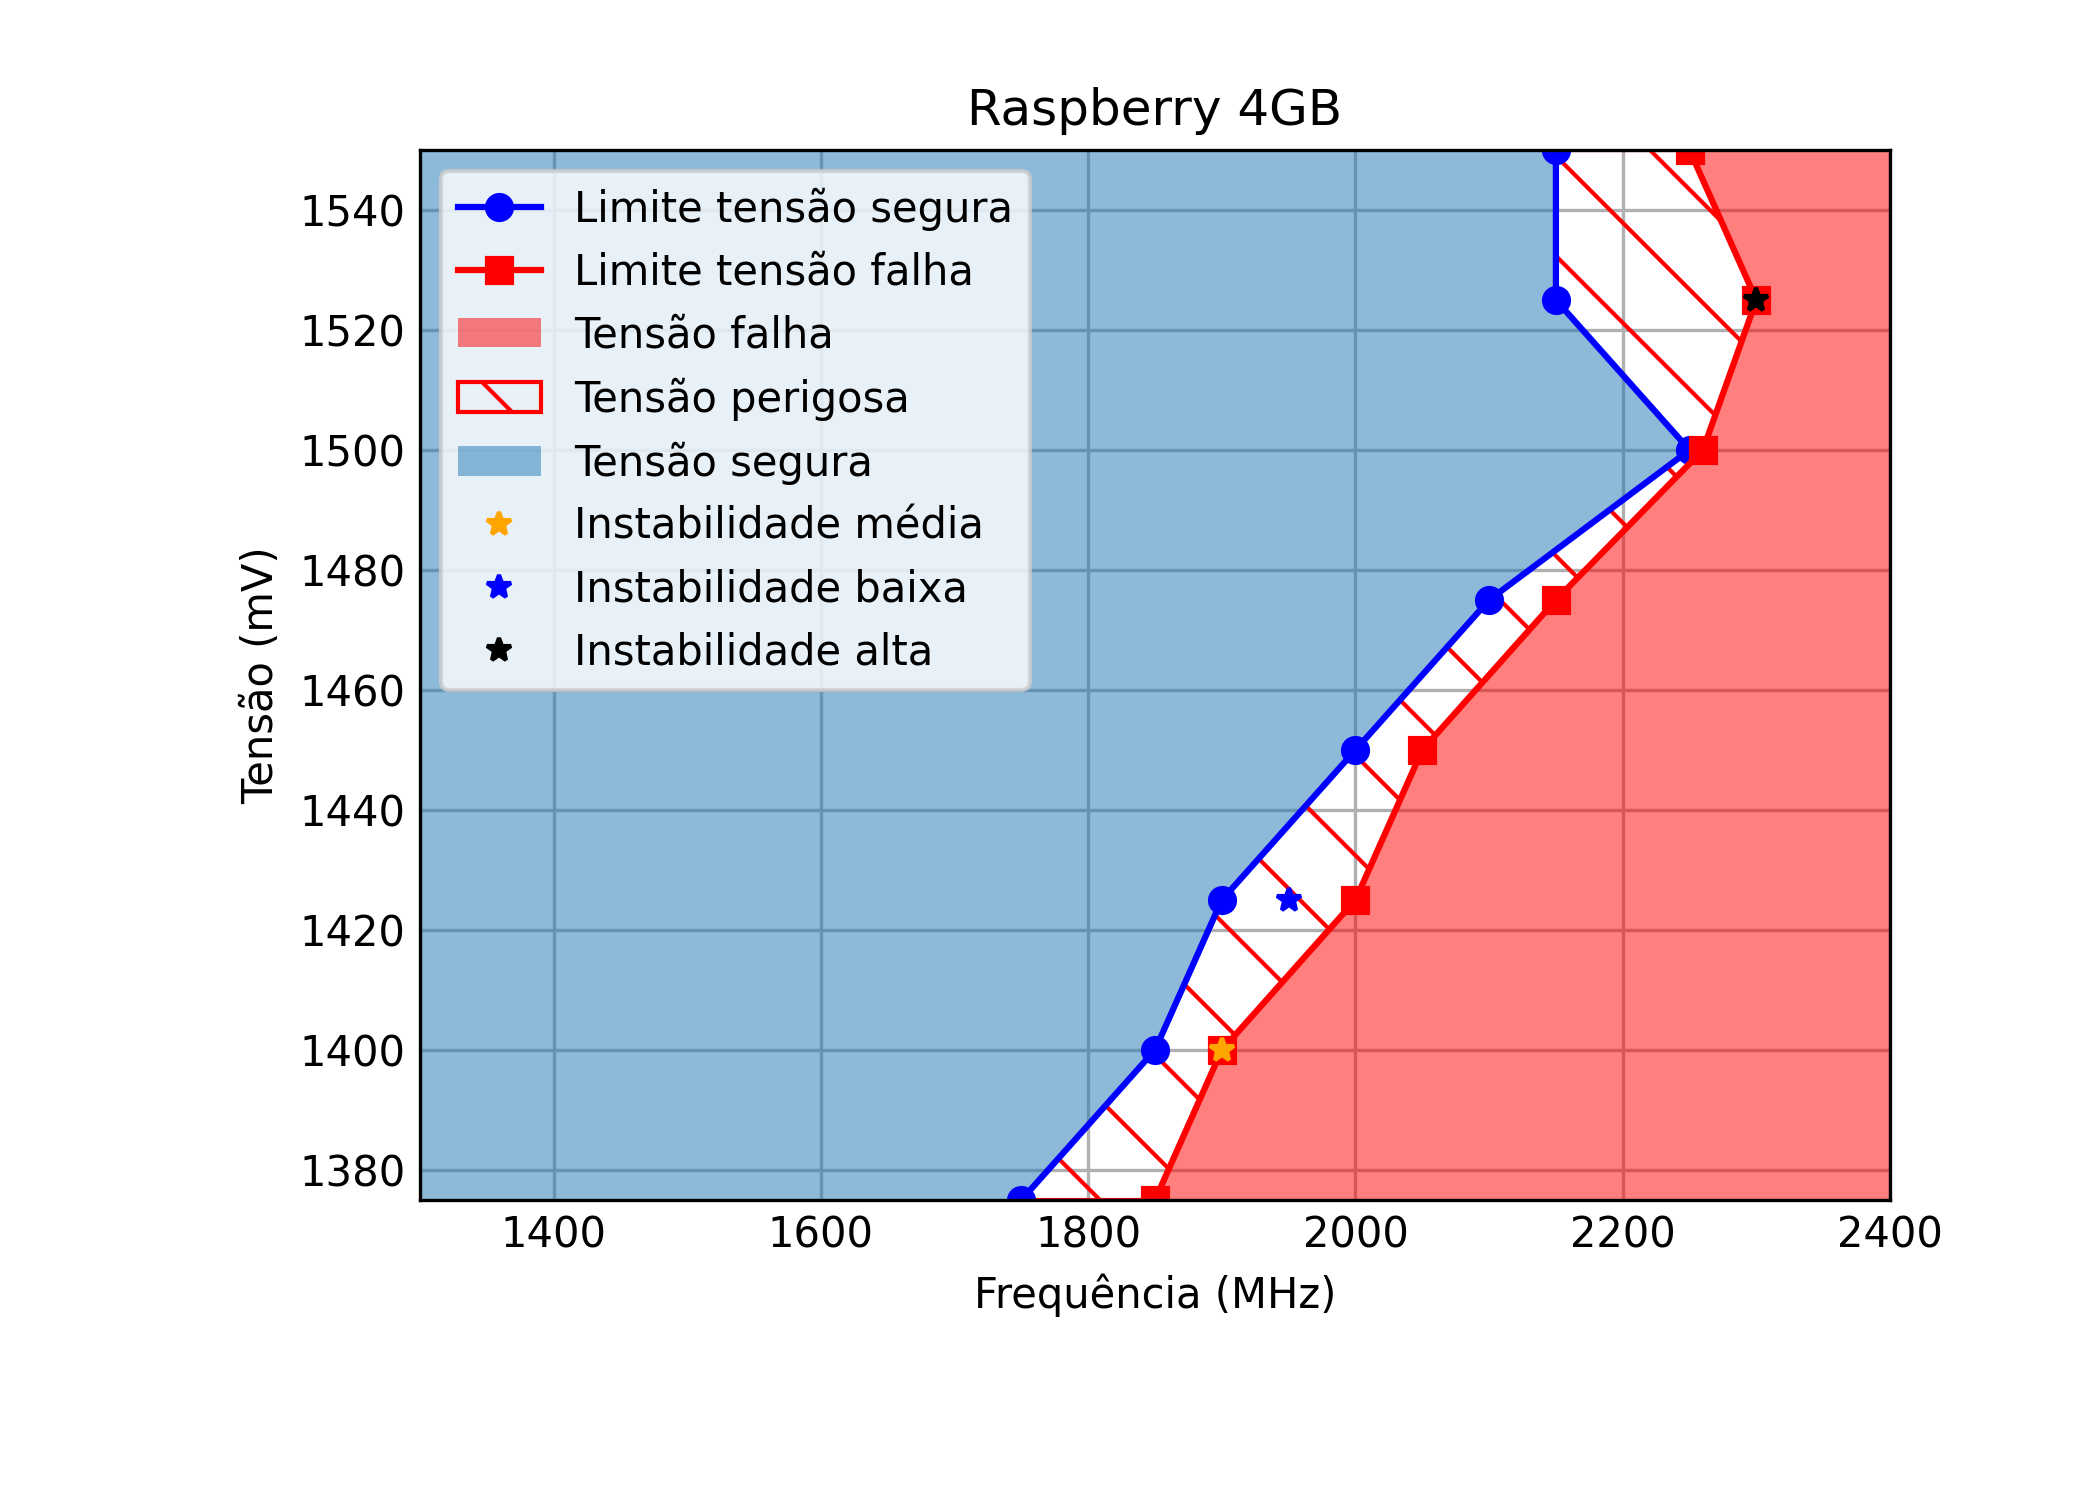 Raspberry 4GB
Limite tensão segura
Limite tensão falha
Tensão falha
Tensão perigosa
Tensão segura
Instabilidade média
Instabilidade baixa
Instabilidade alta
Tensão (mV)
1540
1520
1500
1480
1460
1440
1420
1400
1380
1400 1600 1800 2000 2200 2400
Frequência (MHz)